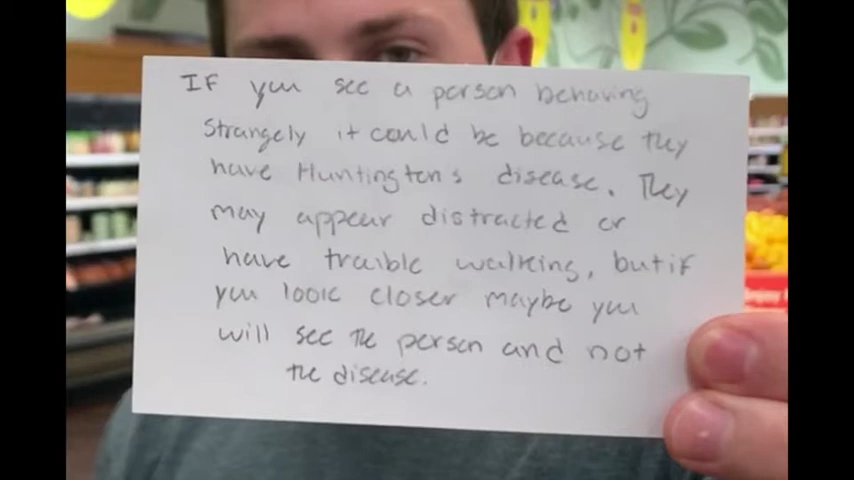 IF you see a person behaving
strangely it could be because they
have Huntingtons disease. They
may appear distracted or
have trouble walking, but if
you look closer maybe you
will see the person and not
the disease.